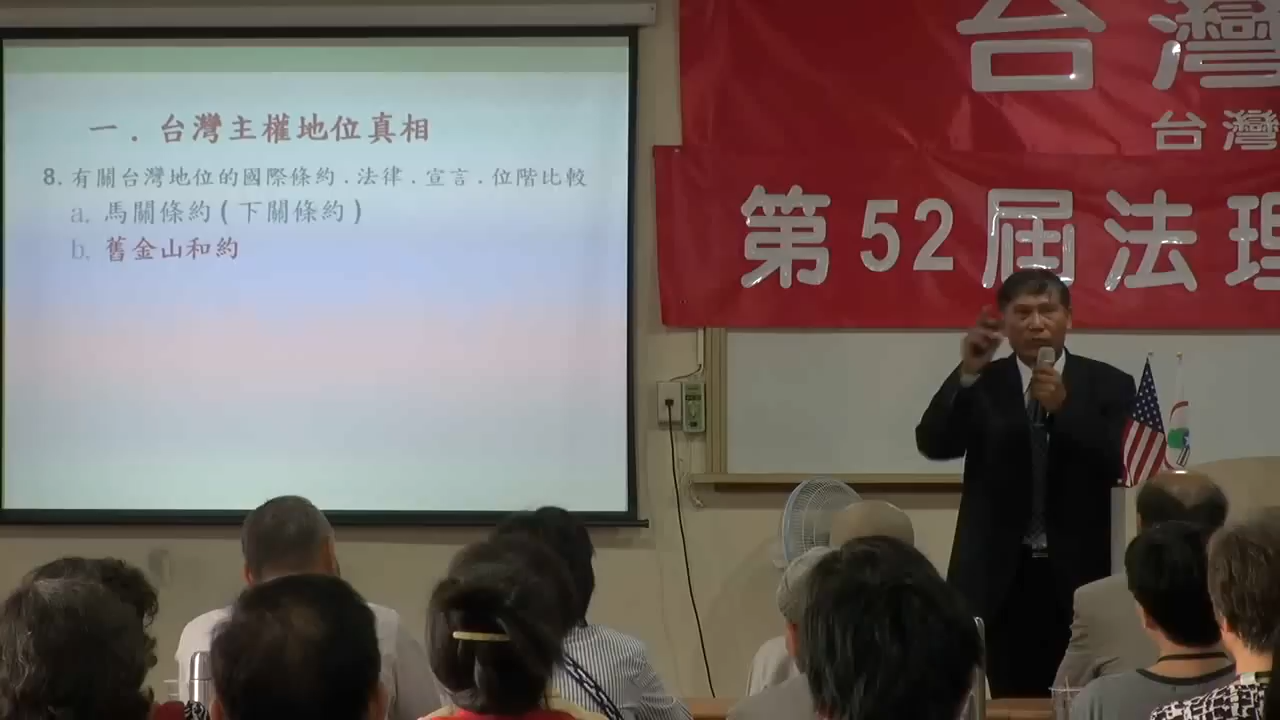 一．台灣主權地位真相
8. 有關台灣地位的國際條約．法律．宣言．位階比較
a. 馬關條約(下關條約)
b. 舊金山和約
台灣
台灣
第52屆法理